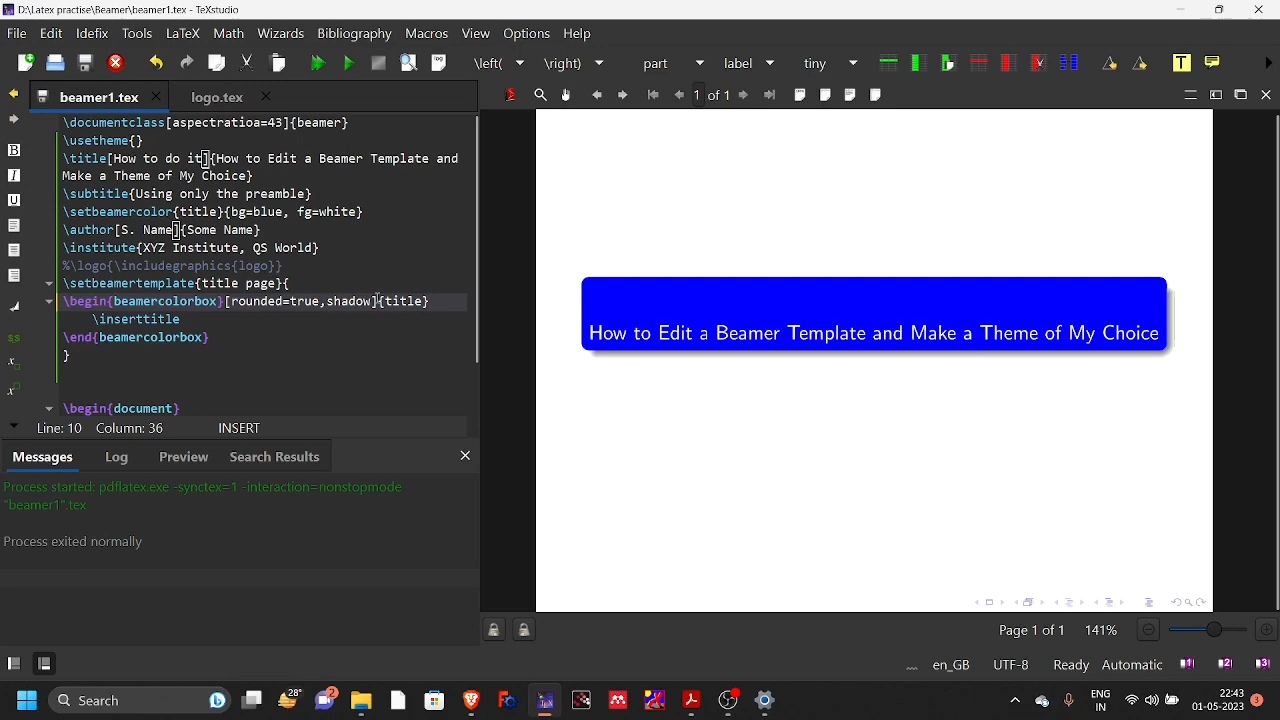 D:\Latex practise\Beamer\beamer1.tex - TeXstudio
File Edit Idefix Tools LaTeX Math Wizards Bibliography Macros View Options Help
\left( \right) part label tiny
beamer1.tex logo.tex
1 of 1
\documentclass[aspectration=43]{beamer}
\usetheme{}
\title[How to do it]{How to Edit a Beamer Template and
Make a Theme of My Choice}
\subtitle{Using only the preamble}
\setbeamercolor{title}{bg=blue, fg=white}
\author[S. Name]{Some Name}
\institute{XYZ Institute, QS World}
%\logo{\includegraphics{logo}}
\setbeamertemplate{title page}{
\begin{beamercolorbox}[rounded=true,shadow]{title}
\inserttitle
\end{beamercolorbox}
}
\begin{document}
Line: 10 Column: 36 INSERT
Messages Log Preview Search Results
Process started: pdflatex.exe -synctex=1 -interaction=nonstopmode
"beamer1".tex
Process exited normally
How to Edit a Beamer Template and Make a Theme of My Choice
Page 1 of 1 141%
en_GB UTF-8 Ready Automatic 1 2 3
Search 28° 2
ENG
IN
22:43
01-05-2023
3